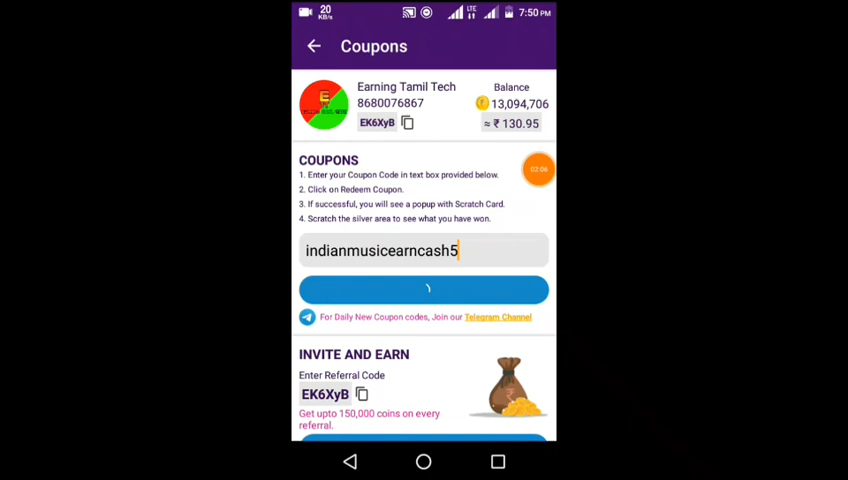 20
KB/s
LTE
7:50 PM
Coupons
Earning Tamil Tech
8680076867
EK6XyB
Balance
13,094,706
≈ ₹ 130.95
COUPONS
1. Enter your Coupon Code in text box provided below.
2. Click on Redeem Coupon.
3. If successful, you will see a popup with Scratch Card.
4. Scratch the silver area to see what you have won.
02:06
indianmusicearncash5
For Daily New Coupon codes, Join our Telegram Channel
INVITE AND EARN
Enter Referral Code
EK6XyB
Get upto 150,000 coins on every
referral.